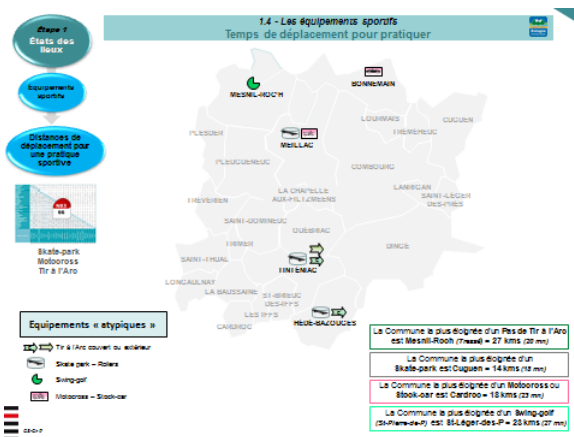 Étape 1
États des
lieux
1.4 - Les équipements sportifs
Temps de déplacement pour pratiquer
Equipements
sportifs
Distances de
déplacement pour
une pratique
sportive
Skate-park
Motocross
Tir à l'Arc
MESNIL-ROC'H
BONNEMAIN
LOURMAIS
CUGUEN
TRÉMEHEUC
PLESDER
MEILLAC
PLEUGUENEUC
COMBOURG
LANRIGAN
LA CHAPELLE
AUX-FILTZMÉENS
SAINT-LEGER
DES-PRES
TREVERIEN
SAINT-DOMINEUC
QUEBRIAC
DINGE
TRIMER
SAINT-THUAL
TINTENIAC
LONGAULNAY
LA BAUSSAINE
ST-BRIEUC
DES-IFFS
LES IFFS
CARDROC
HEDE-BAZOUGES
Equipements « atypiques »
Tir à l'Arc couvert ou extérieur
Skate park – Rollers
Swing-golf
Motocross – Stock-car
La Commune la plus éloignée d'un Pas de Tir à l'Arc
est Mesnil-Roch (Tressé) = 27 kms (26 mn)
La Commune la plus éloignée d'un
Skate-park est Cuguen = 14 kms (15 mn)
La Commune la plus éloignée d'un Motocross ou
Stock-car est Cardroc = 18 kms (23 mn)
La Commune la plus éloignée d'un Swing-golf
(St-Pierre-de-P) est St-Léger-des-P = 23 kms (27 mn)